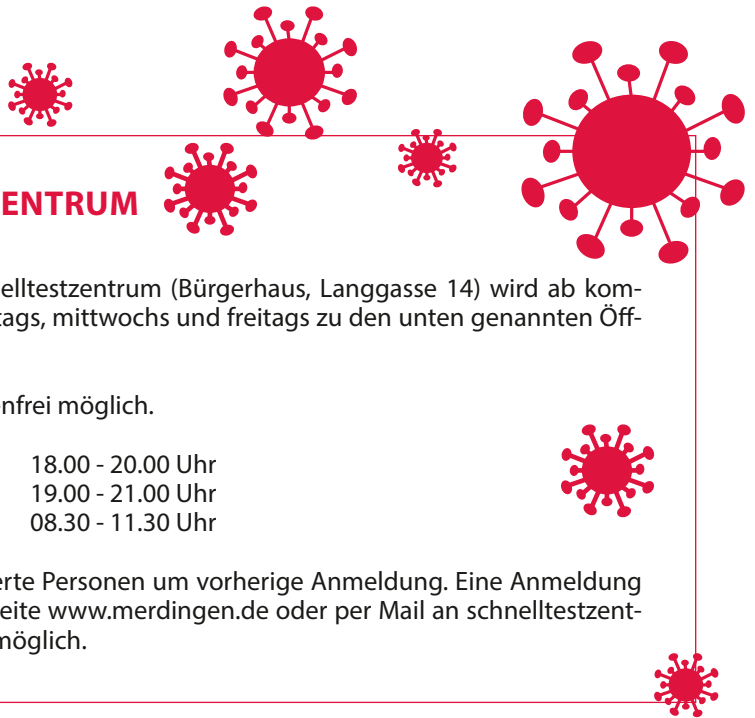 ENTRUM
elltestzentrum (Bürgerhaus, Langgasse 14) wird ab kom-
tags, mittwochs und freitags zu den unten genannten Öff-
nfrei möglich.
18.00 - 20.00 Uhr
19.00 - 21.00 Uhr
08.30 - 11.30 Uhr
erte Personen um vorherige Anmeldung. Eine Anmeldung
eite www.merdingen.de oder per Mail an schnelltestzent-
möglich.